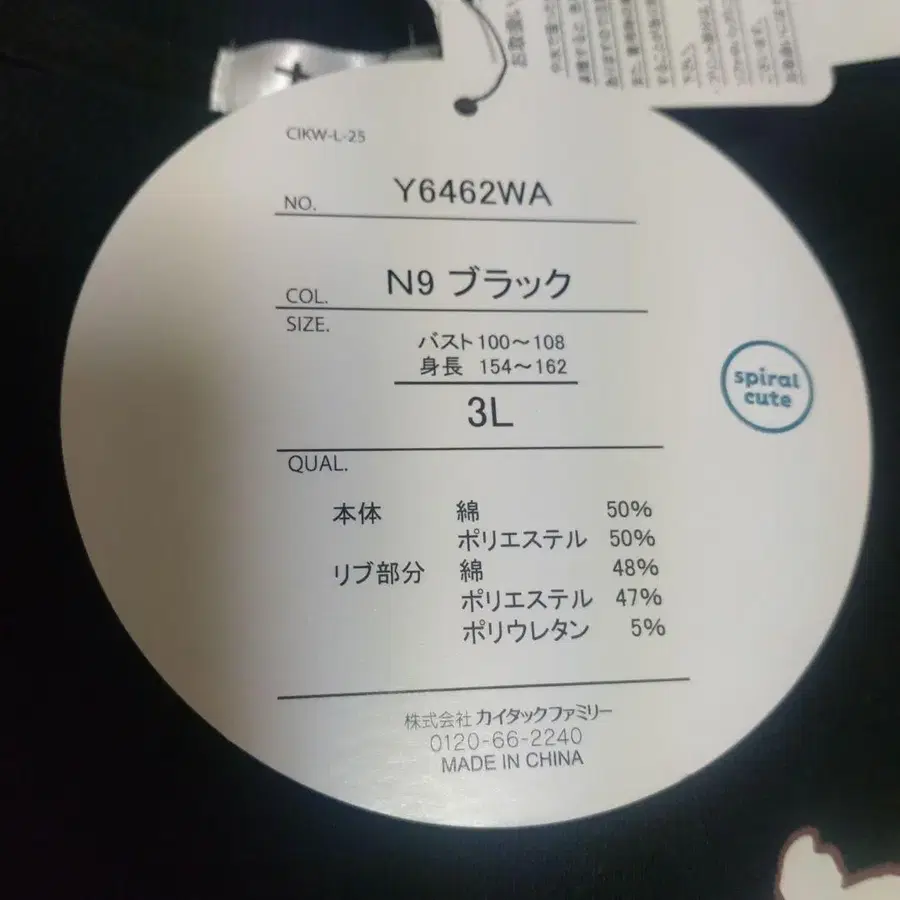 CIKW-L-25
NO. Y6462WA
COL. N9 ブラック
SIZE.
バスト 100～108
身長 154～162
3L
spiral
cute
QUAL.
本体 綿 50%
ポリエステル 50%
リブ部分 綿 48%
ポリエステル 47%
ポリウレタン 5%
株式会社 カイタックファミリー
0120-66-2240
MADE IN CHINA